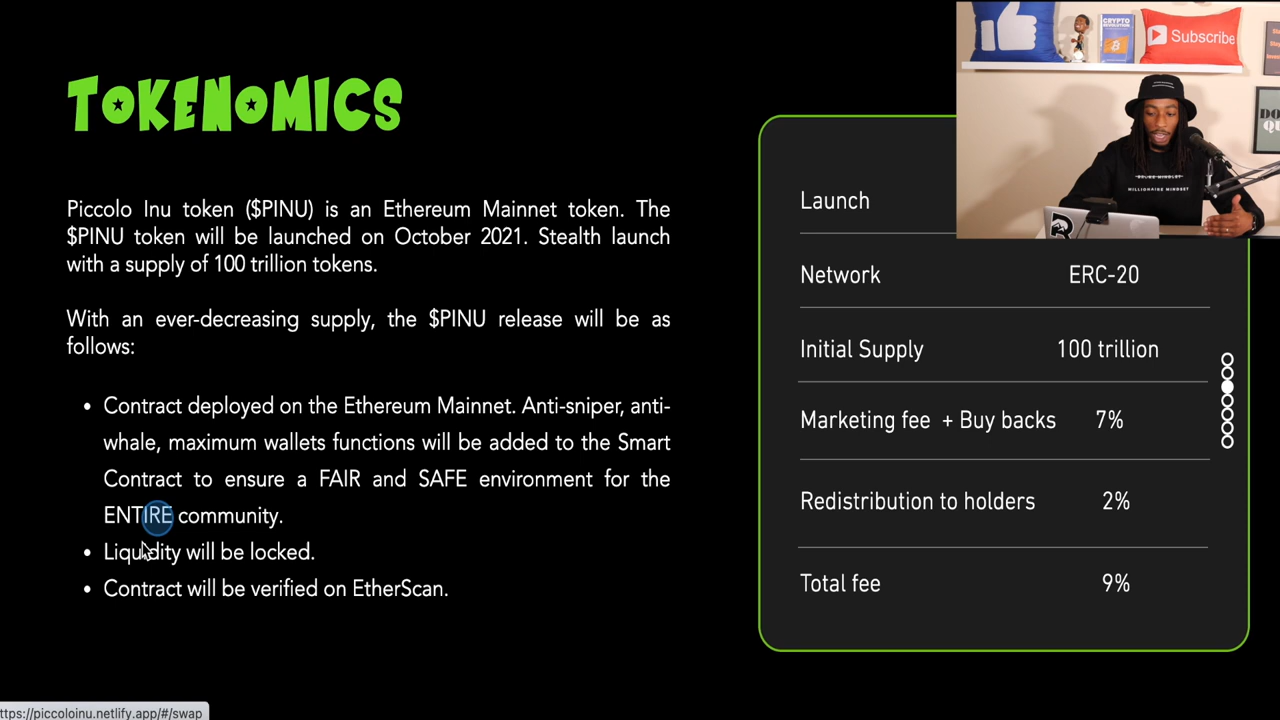 TOKENOMICS
Piccolo Inu token ($PINU) is an Ethereum Mainnet token. The
$PINU token will be launched on October 2021. Stealth launch
with a supply of 100 trillion tokens.
With an ever-decreasing supply, the $PINU release will be as
follows:
• Contract deployed on the Ethereum Mainnet. Anti-sniper, anti-
whale, maximum wallets functions will be added to the Smart
Contract to ensure a FAIR and SAFE environment for the
ENTIRE community.
• Liquidity will be locked.
• Contract will be verified on EtherScan.
Launch
Network ERC-20
Initial Supply 100 trillion
Marketing fee + Buy backs 7%
Redistribution to holders 2%
Total fee 9%
CRYPTO
Subscribe
MILLIONAIRE MINDSET
ttps://piccoloinu.netlify.app/#/swap